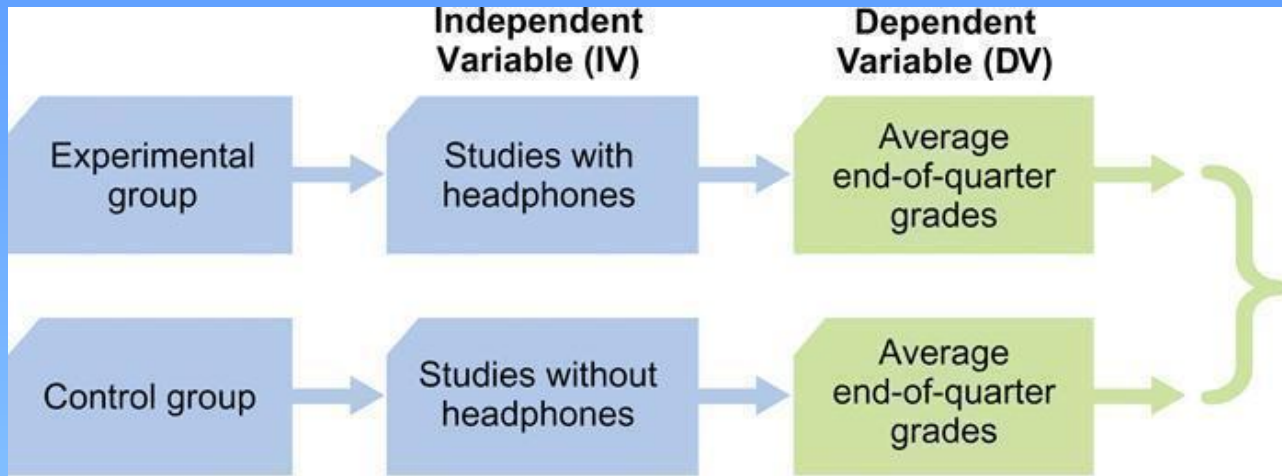 Independent
Variable (IV)
Dependent
Variable (DV)
Experimental
group
Studies with
headphones
Average
end-of-quarter
grades
Control group
Studies without
headphones
Average
end-of-quarter
grades